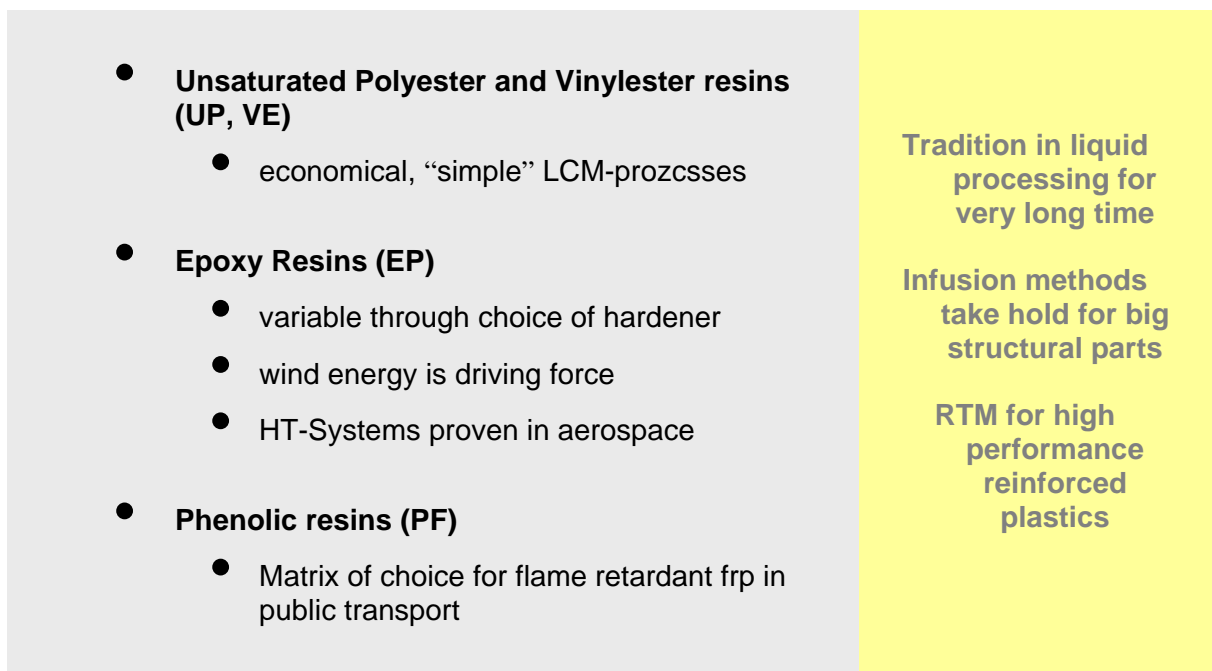 • Unsaturated Polyester and Vinylester resins
(UP, VE)
• economical, “simple” LCM-prozcsses
• Epoxy Resins (EP)
• variable through choice of hardener
• wind energy is driving force
• HT-Systems proven in aerospace
• Phenolic resins (PF)
• Matrix of choice for flame retardant frp in
public transport
Tradition in liquid
processing for
very long time
Infusion methods
take hold for big
structural parts
RTM for high
performance
reinforced
plastics